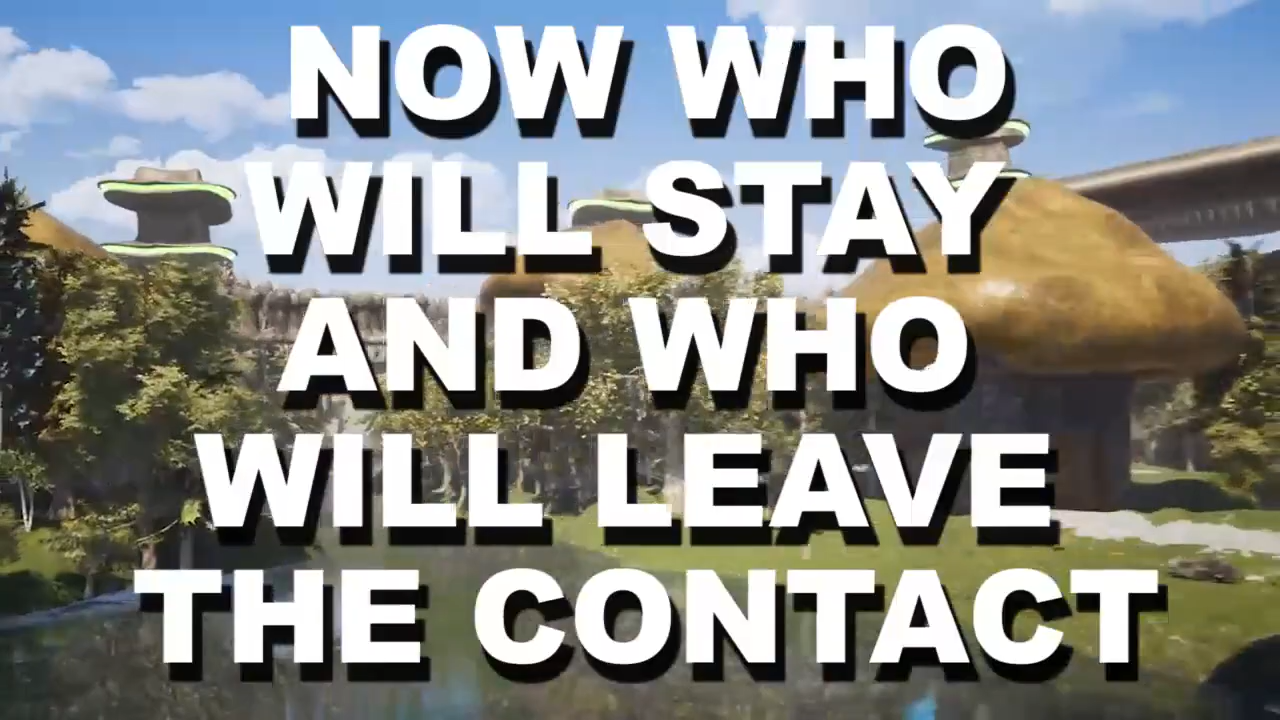 NOW WHO
WILL STAY
AND WHO
WILL LEAVE
THE CONTACT